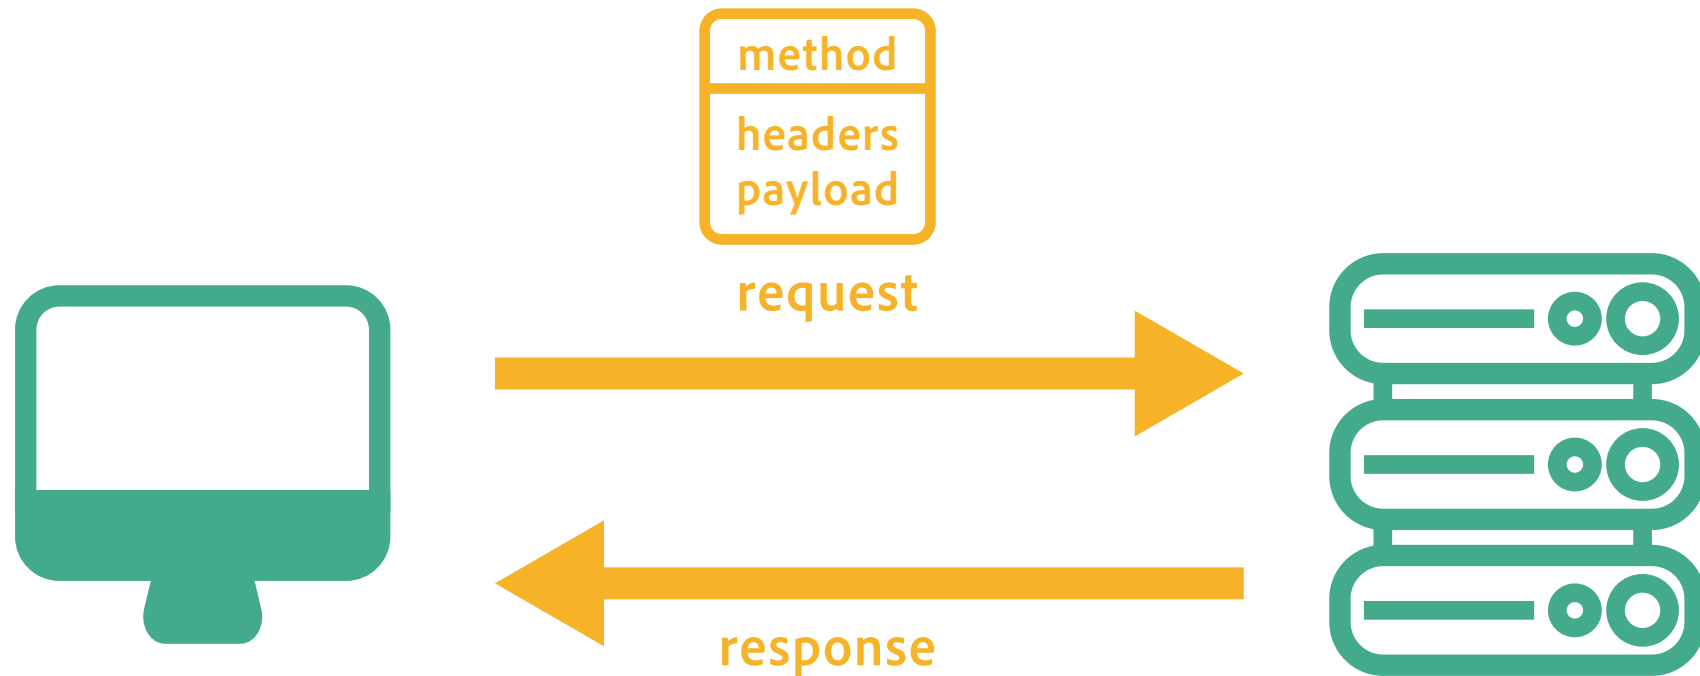 method
headers
payload
request
response